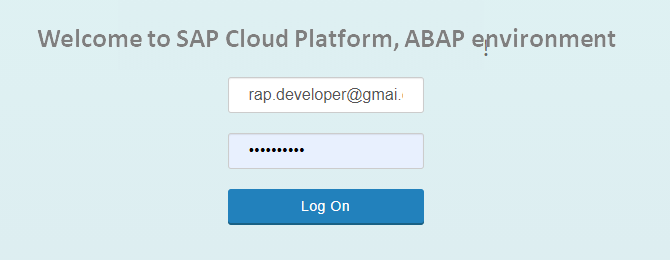 Welcome to SAP Cloud Platform, ABAP environment
rap.developer@gmai.
••••••••••
Log On